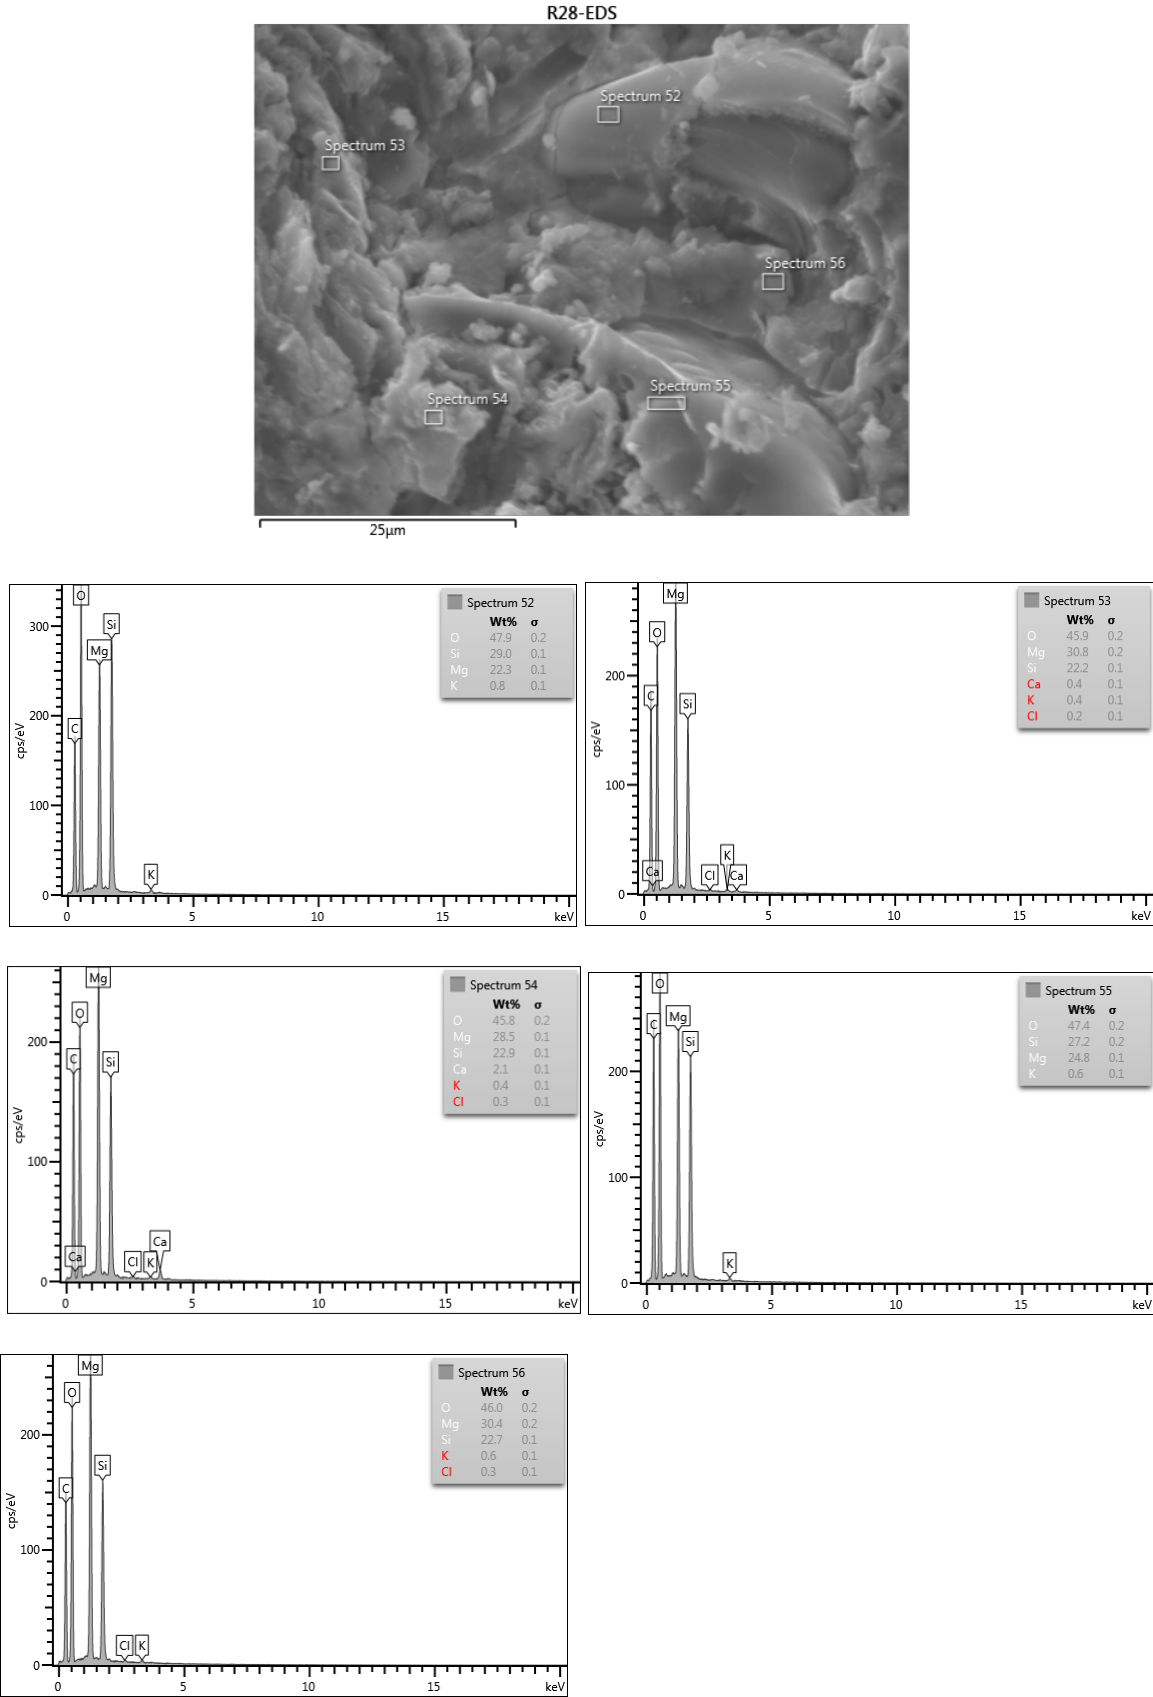 R28-EDS
Spectrum 52
Spectrum 53
Spectrum 56
Spectrum 55
Spectrum 54
25µm
Spectrum 52
Wt% σ
O 47.9 0.2
Si 29.0 0.1
Mg 22.3 0.1
K 0.8 0.1
cps/eV
300
200
100
0
O
Si
Mg
C
K
0 5 10 15 keV
Spectrum 53
Wt% σ
O 45.9 0.2
Mg 30.8 0.2
Si 22.2 0.1
Ca 0.4 0.1
K 0.4 0.1
Cl 0.2 0.1
cps/eV
200
100
0
Mg
O
C
Si
K
Ca Cl Ca
0 5 10 15 keV
Spectrum 54
Wt% σ
O 45.8 0.2
Mg 28.5 0.1
Si 22.9 0.1
Ca 2.1 0.1
K 0.4 0.1
Cl 0.3 0.1
cps/eV
200
100
0
Mg
O
C
Si
Ca
Ca Cl K
0 5 10 15 keV
Spectrum 55
Wt% σ
O 47.4 0.2
Si 27.2 0.2
Mg 24.8 0.1
K 0.6 0.1
cps/eV
200
100
0
O
Mg
C
Si
K
0 5 10 15 keV
Spectrum 56
Wt% σ
O 46.0 0.2
Mg 30.4 0.2
Si 22.7 0.1
K 0.6 0.1
Cl 0.3 0.1
cps/eV
200
100
0
Mg
O
Si
C
Cl K
0 5 10 15 keV